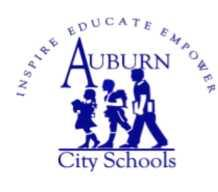 INSPIRE EDUCATE EMPOWER
AUBURN
City Schools